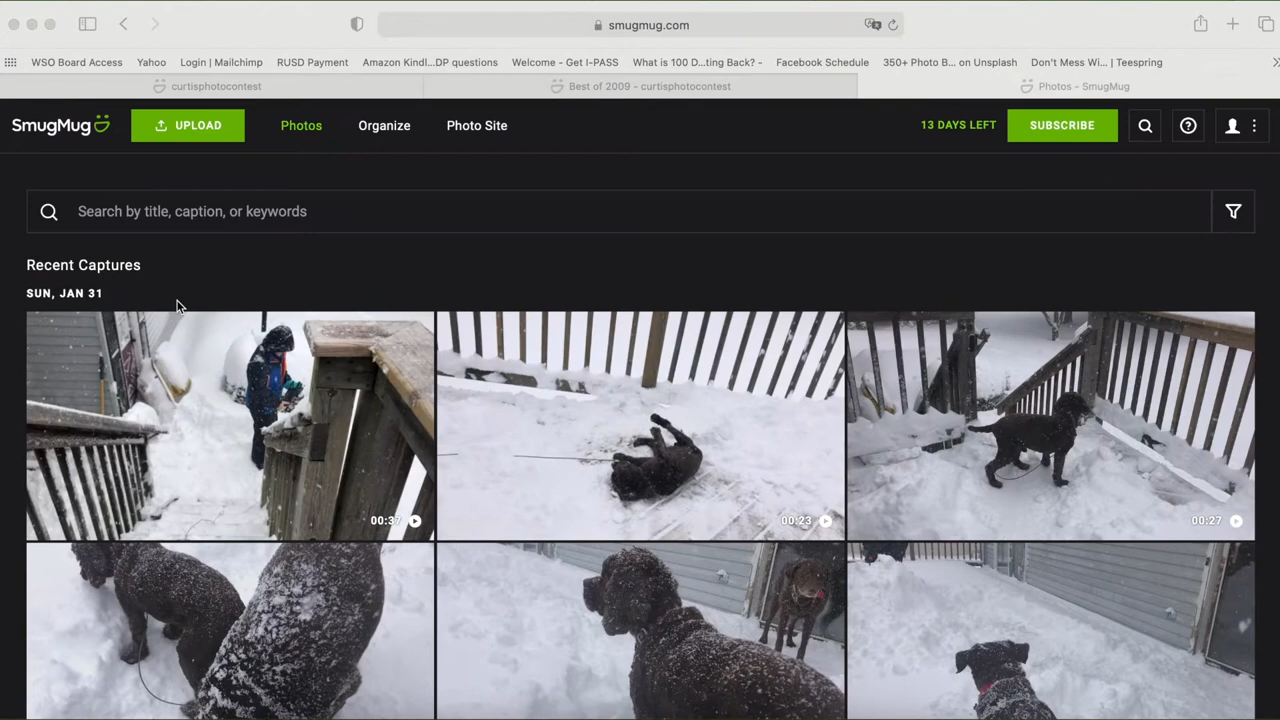 smugmug.com
WSO Board Access Yahoo Login | Mailchimp RUSD Payment Amazon Kindl...DP questions Welcome - Get I-PASS What is 100 D...ting Back? - Facebook Schedule 350+ Photo B... on Unsplash Don't Mess Wi... | Teespring
curtisphotocontest Best of 2009 - curtisphotocontest Photos - SmugMug
SmugMug UPLOAD Photos Organize Photo Site 13 DAYS LEFT SUBSCRIBE
Search by title, caption, or keywords
Recent Captures
SUN, JAN 31
00:37 00:23 00:27